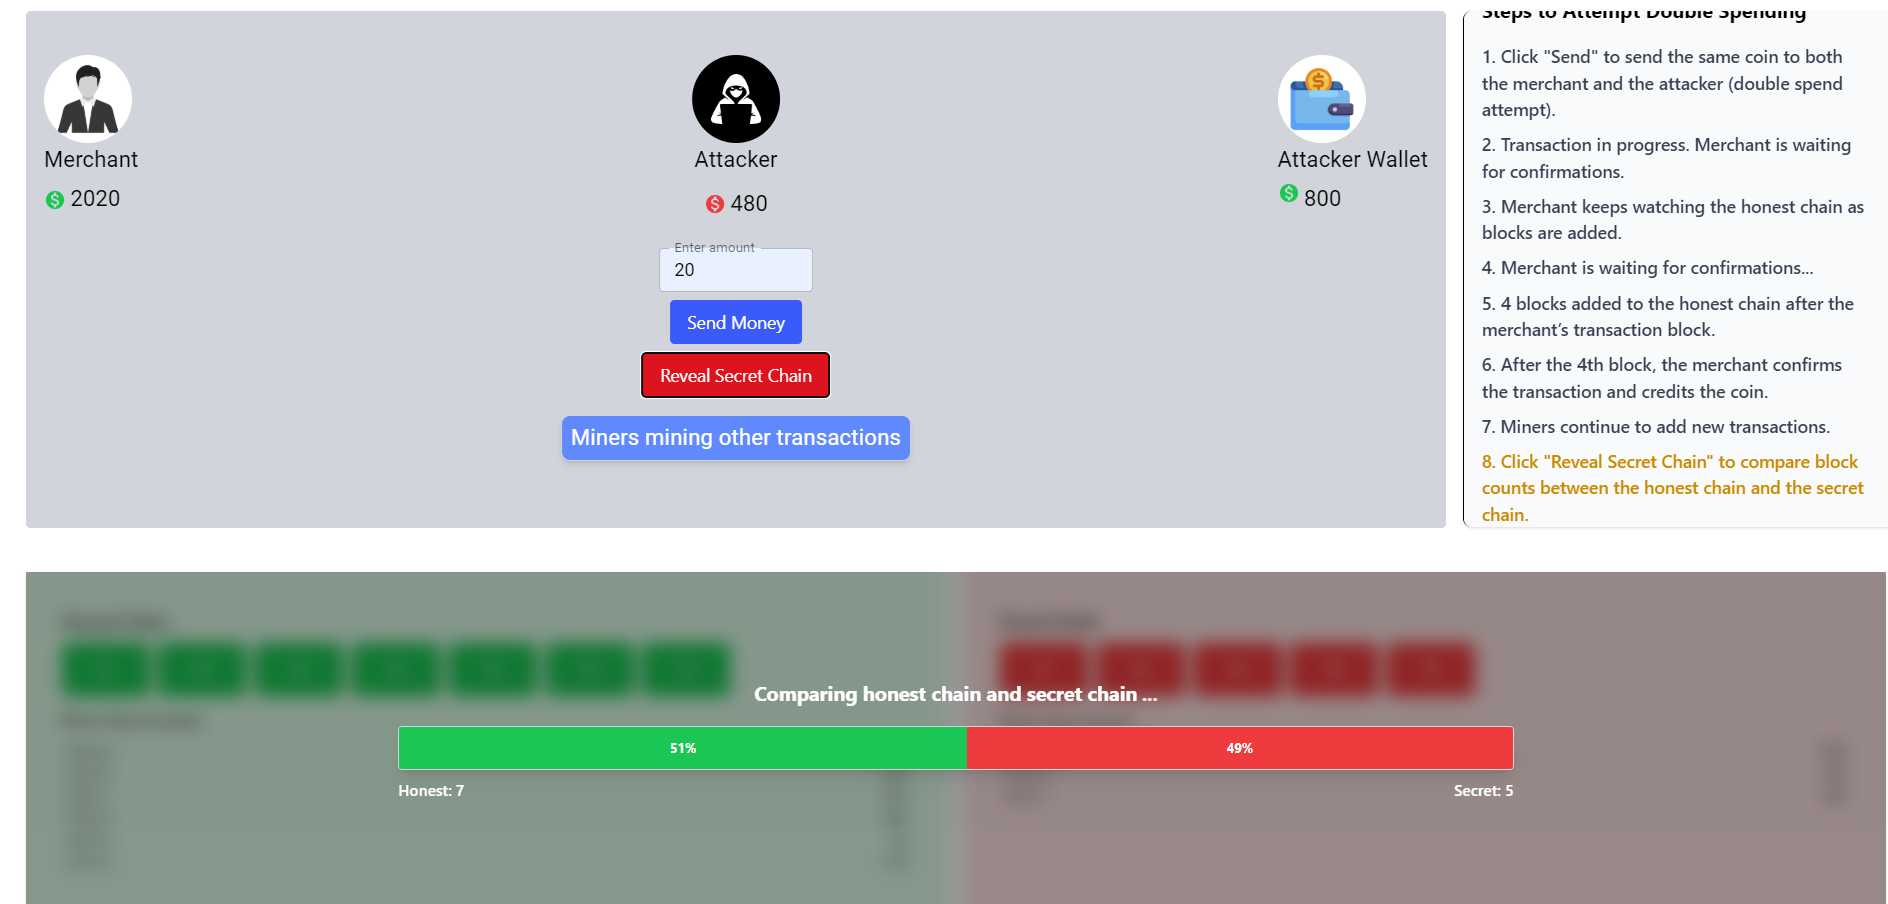 Merchant
2020
Attacker
480
Attacker Wallet
800
Enter amount
20
Send Money
Reveal Secret Chain
Miners mining other transactions
Steps to Attempt Double Spending
1. Click "Send" to send the same coin to both
the merchant and the attacker (double spend
attempt).
2. Transaction in progress. Merchant is waiting
for confirmations.
3. Merchant keeps watching the honest chain as
blocks are added.
4. Merchant is waiting for confirmations...
5. 4 blocks added to the honest chain after the
merchant’s transaction block.
6. After the 4th block, the merchant confirms
the transaction and credits the coin.
7. Miners continue to add new transactions.
8. Click "Reveal Secret Chain" to compare block
counts between the honest chain and the secret
chain.
Comparing honest chain and secret chain ...
51%
49%
Honest: 7
Secret: 5